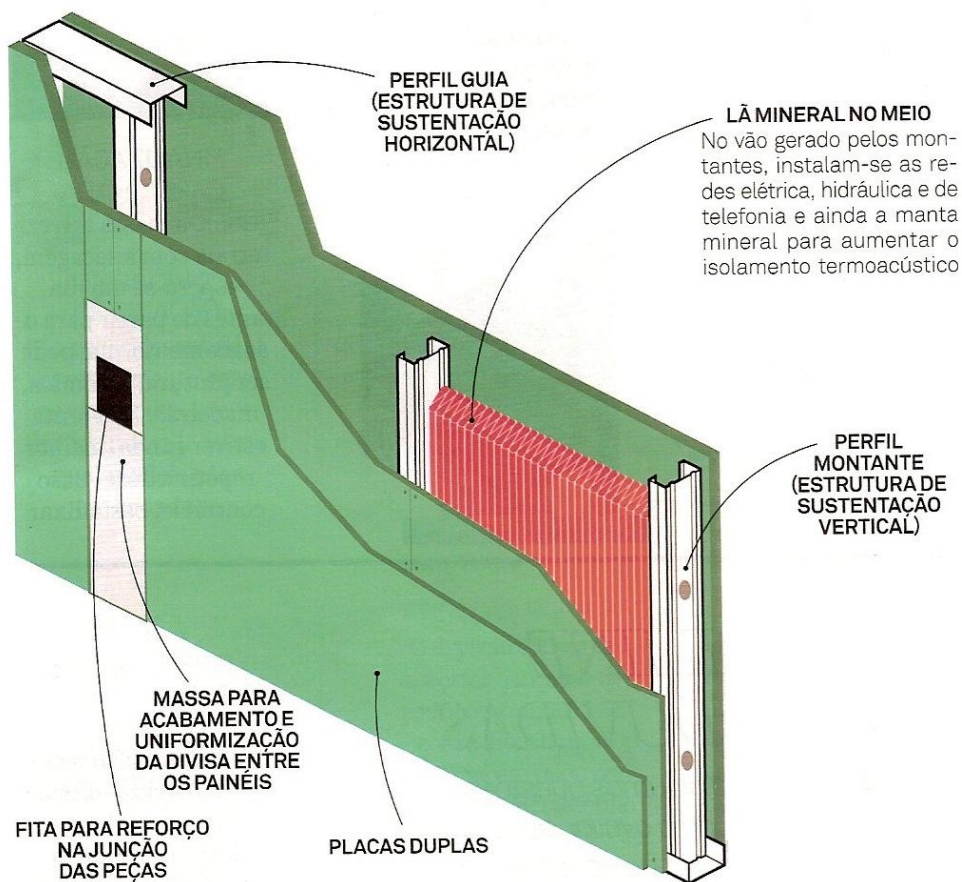 PERFIL GUIA
(ESTRUTURA DE
SUSTENTAÇÃO
HORIZONTAL)
LÃ MINERAL NO MEIO
No vão gerado pelos mon-
tantes, instalam-se as re-
des elétrica, hidráulica e de
telefonia e ainda a manta
mineral para aumentar o
isolamento termoacústico
PERFIL
MONTANTE
(ESTRUTURA DE
SUSTENTAÇÃO
VERTICAL)
MASSA PARA
ACABAMENTO E
UNIFORMIZAÇÃO
DA DIVISA ENTRE
OS PAINÉIS
FITA PARA REFORÇO
NA JUNÇÃO
DAS PEÇAS
PLACAS DUPLAS